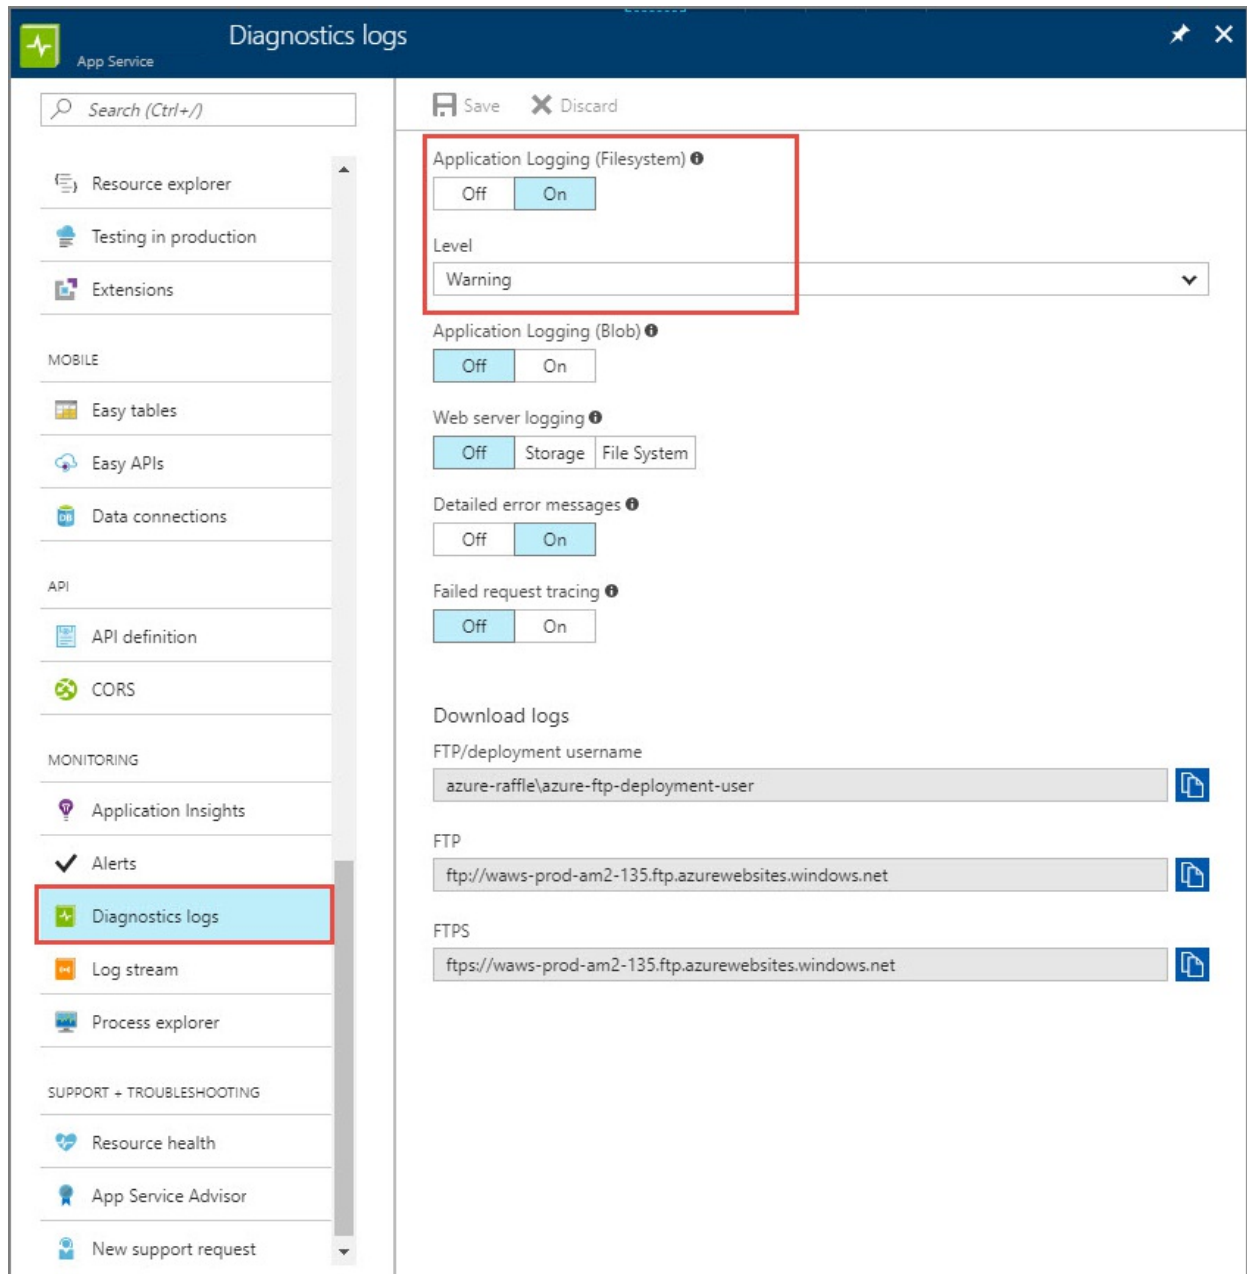 Diagnostics logs
App Service
Search (Ctrl+/)
Resource explorer
Testing in production
Extensions
MOBILE
Easy tables
Easy APIs
Data connections
API
API definition
CORS
MONITORING
Application Insights
Alerts
Diagnostics logs
Log stream
Process explorer
SUPPORT + TROUBLESHOOTING
Resource health
App Service Advisor
New support request
Save Discard
Application Logging (Filesystem)
Off On
Level
Warning
Application Logging (Blob)
Off On
Web server logging
Off Storage File System
Detailed error messages
Off On
Failed request tracing
Off On
Download logs
FTP/deployment username
azure-raffle\azure-ftp-deployment-user
FTP
ftp://waws-prod-am2-135.ftp.azurewebsites.windows.net
FTPS
ftps://waws-prod-am2-135.ftp.azurewebsites.windows.net